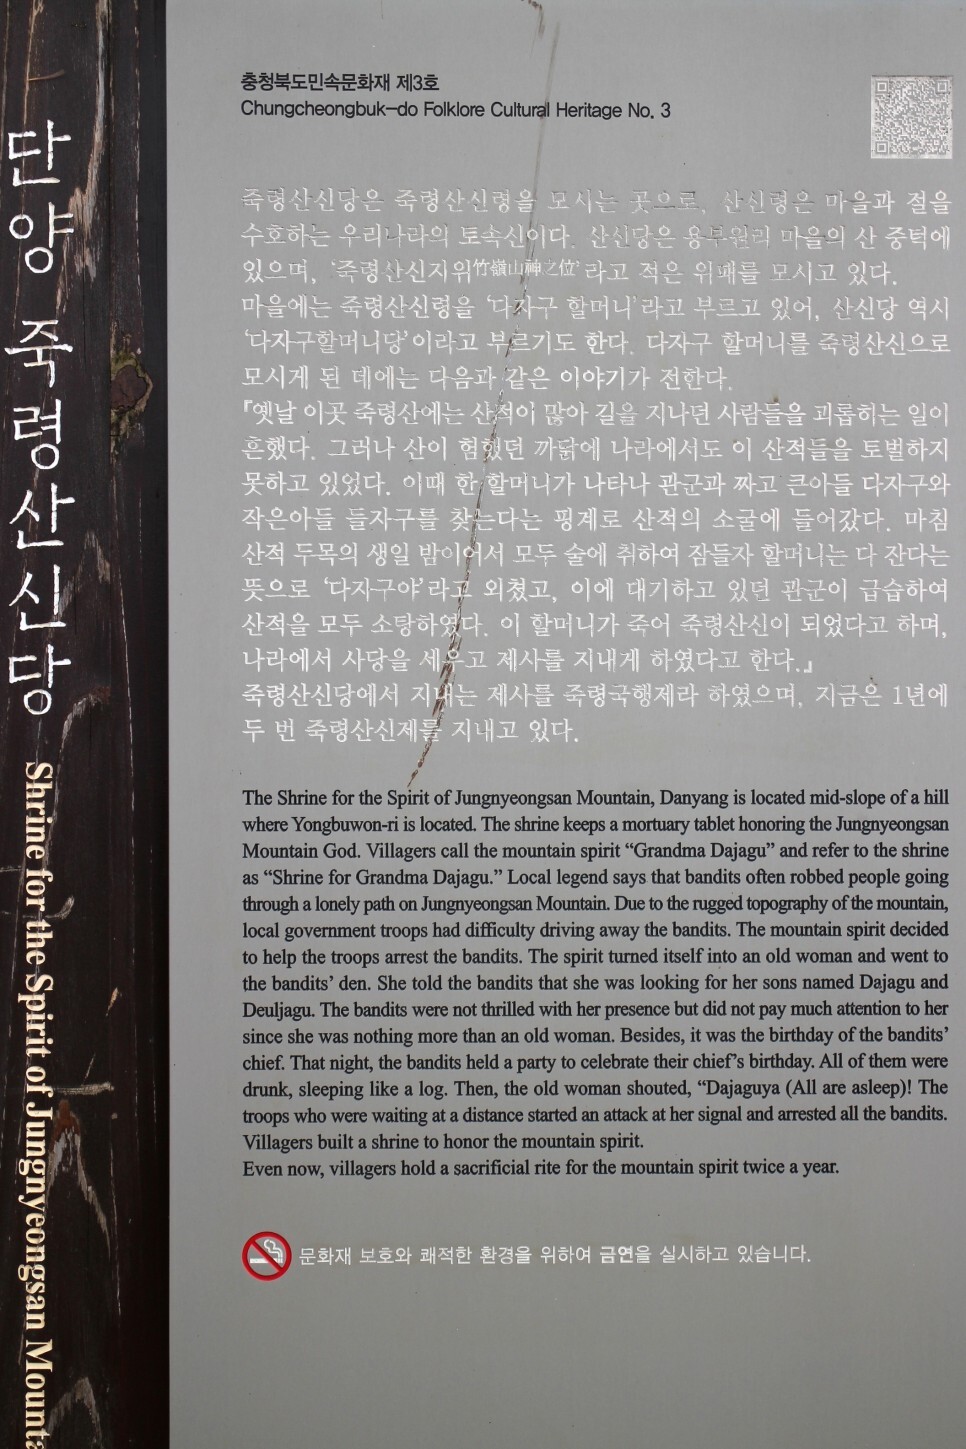 단양 죽령산신당
Shrine for the Spirit of Jungnyeongsan Mounta
충청북도민속문화재 제3호
Chungcheongbuk-do Folklore Cultural Heritage No. 3
죽령산신당은 죽령산신령을 모시는 곳으로, 산신령은 마을과 절을
수호하는 우리나라의 토속신이다. 산신당은 용부원리 마을의 산 중턱에
있으며, ‘죽령산신지위竹嶺山神之位’라고 적은 위패를 모시고 있다.
마을에는 죽령산신령을 ‘다자구 할머니’라고 부르고 있어, 산신당 역시
‘다자구할머니당’이라고 부르기도 한다. 다자구 할머니를 죽령산신으로
모시게 된 데에는 다음과 같은 이야기가 전한다.
『옛날 이곳 죽령산에는 산적이 많아 길을 지나던 사람들을 괴롭히는 일이
흔했다. 그러나 산이 험했던 까닭에 나라에서도 이 산적들을 토벌하지
못하고 있었다. 이때 한 할머니가 나타나 관군과 짜고 큰아들 다자구와
작은아들 들자구를 찾는다는 핑계로 산적의 소굴에 들어갔다. 마침
산적 두목의 생일 밤이어서 모두 술에 취하여 잠들자 할머니는 다 잔다는
뜻으로 ‘다자구야’라고 외쳤고, 이에 대기하고 있던 관군이 급습하여
산적을 모두 소탕하였다. 이 할머니가 죽어 죽령산신이 되었다고 하며,
나라에서 사당을 세우고 제사를 지내게 하였다고 한다.』
죽령산신당에서 지내는 제사를 죽령국행제라 하였으며, 지금은 1년에
두 번 죽령산신제를 지내고 있다.
The Shrine for the Spirit of Jungnyeongsan Mountain, Danyang is located mid-slope of a hill
where Yongbuwon-ri is located. The shrine keeps a mortuary tablet honoring the Jungnyeongsan
Mountain God. Villagers call the mountain spirit “Grandma Dajagu” and refer to the shrine
as “Shrine for Grandma Dajagu.” Local legend says that bandits often robbed people going
through a lonely path on Jungnyeongsan Mountain. Due to the rugged topography of the mountain,
local government troops had difficulty driving away the bandits. The mountain spirit decided
to help the troops arrest the bandits. The spirit turned itself into an old woman and went to
the bandits’ den. She told the bandits that she was looking for her sons named Dajagu and
Deuljagu. The bandits were not thrilled with her presence but did not pay much attention to her
since she was nothing more than an old woman. Besides, it was the birthday of the bandits’
chief. That night, the bandits held a party to celebrate their chief’s birthday. All of them were
drunk, sleeping like a log. Then, the old woman shouted, “Dajaguya (All are asleep)! The
troops who were waiting at a distance started an attack at her signal and arrested all the bandits.
Villagers built a shrine to honor the mountain spirit.
Even now, villagers hold a sacrificial rite for the mountain spirit twice a year.
문화재 보호와 쾌적한 환경을 위하여 금연을 실시하고 있습니다.